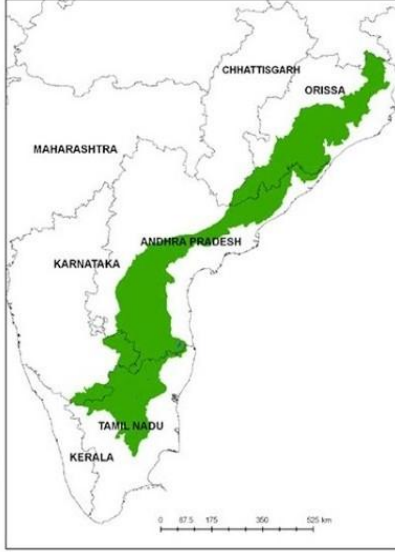 CHHATTISGARH
ORISSA
MAHARASHTRA
ANDHRA PRADESH
KARNATAKA
TAMIL NADU
KERALA
0 87.5 175 350 525 km